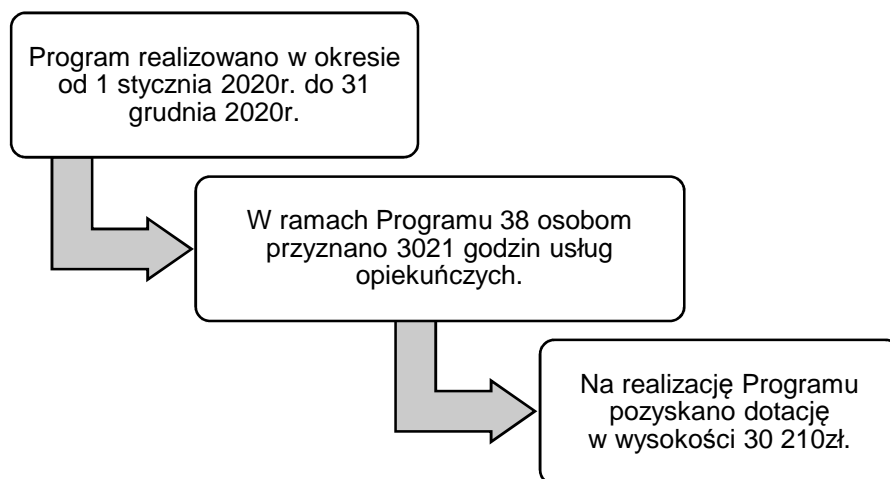 Program realizowano w okresie
od 1 stycznia 2020r. do 31
grudnia 2020r.
W ramach Programu 38 osobom
przyznano 3021 godzin usług
opiekuńczych.
Na realizację Programu
pozyskano dotację
w wysokości 30 210zł.